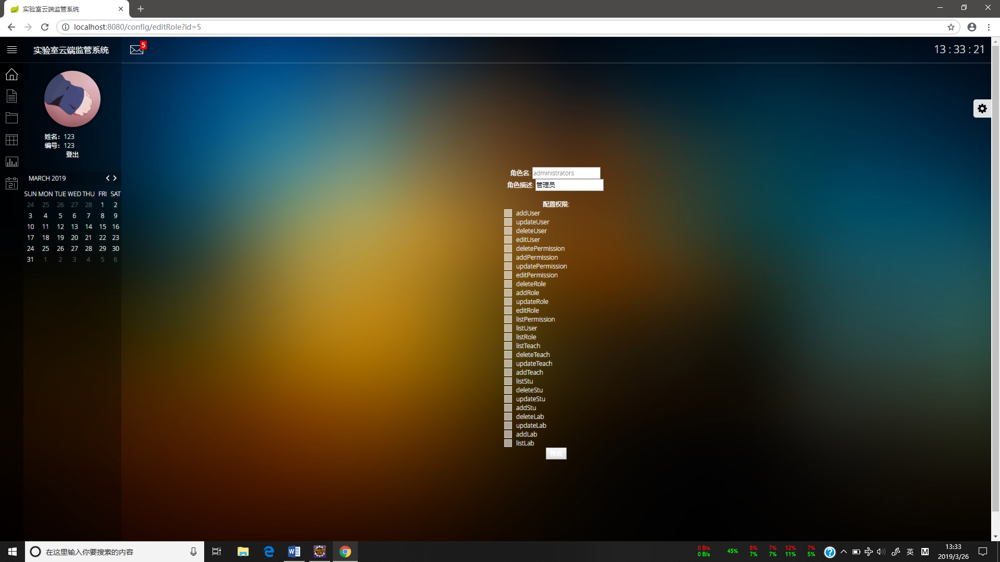 实验室云端监管系统
localhost:8080/config/editRole?id=5
实验室云端监管系统
5
13 : 33 : 21
姓名: 123
编号: 123
登出
MARCH 2019
SUN MON TUE WED THU FRI SAT
24 25 26 27 28 1 2
3 4 5 6 7 8 9
10 11 12 13 14 15 16
17 18 19 20 21 22 23
24 25 26 27 28 29 30
31 1 2 3 4 5 6
21
角色名: administrators
角色描述: 管理员
配置权限:
addUser
updateUser
deleteUser
editUser
deletePermission
addPermission
updatePermission
editPermission
deleteRole
addRole
updateRole
editRole
listPermission
listUser
listRole
listTeach
deleteTeach
updateTeach
addTeach
listStu
deleteStu
updateStu
addStu
deleteLab
updateLab
addLab
listLab
修改
在这里输入你要搜索的内容
0 B/s 8% 7% 12% 7%
45%
0 B/s 7% 7% 11% 5%
英
M
13:33
2019/3/26